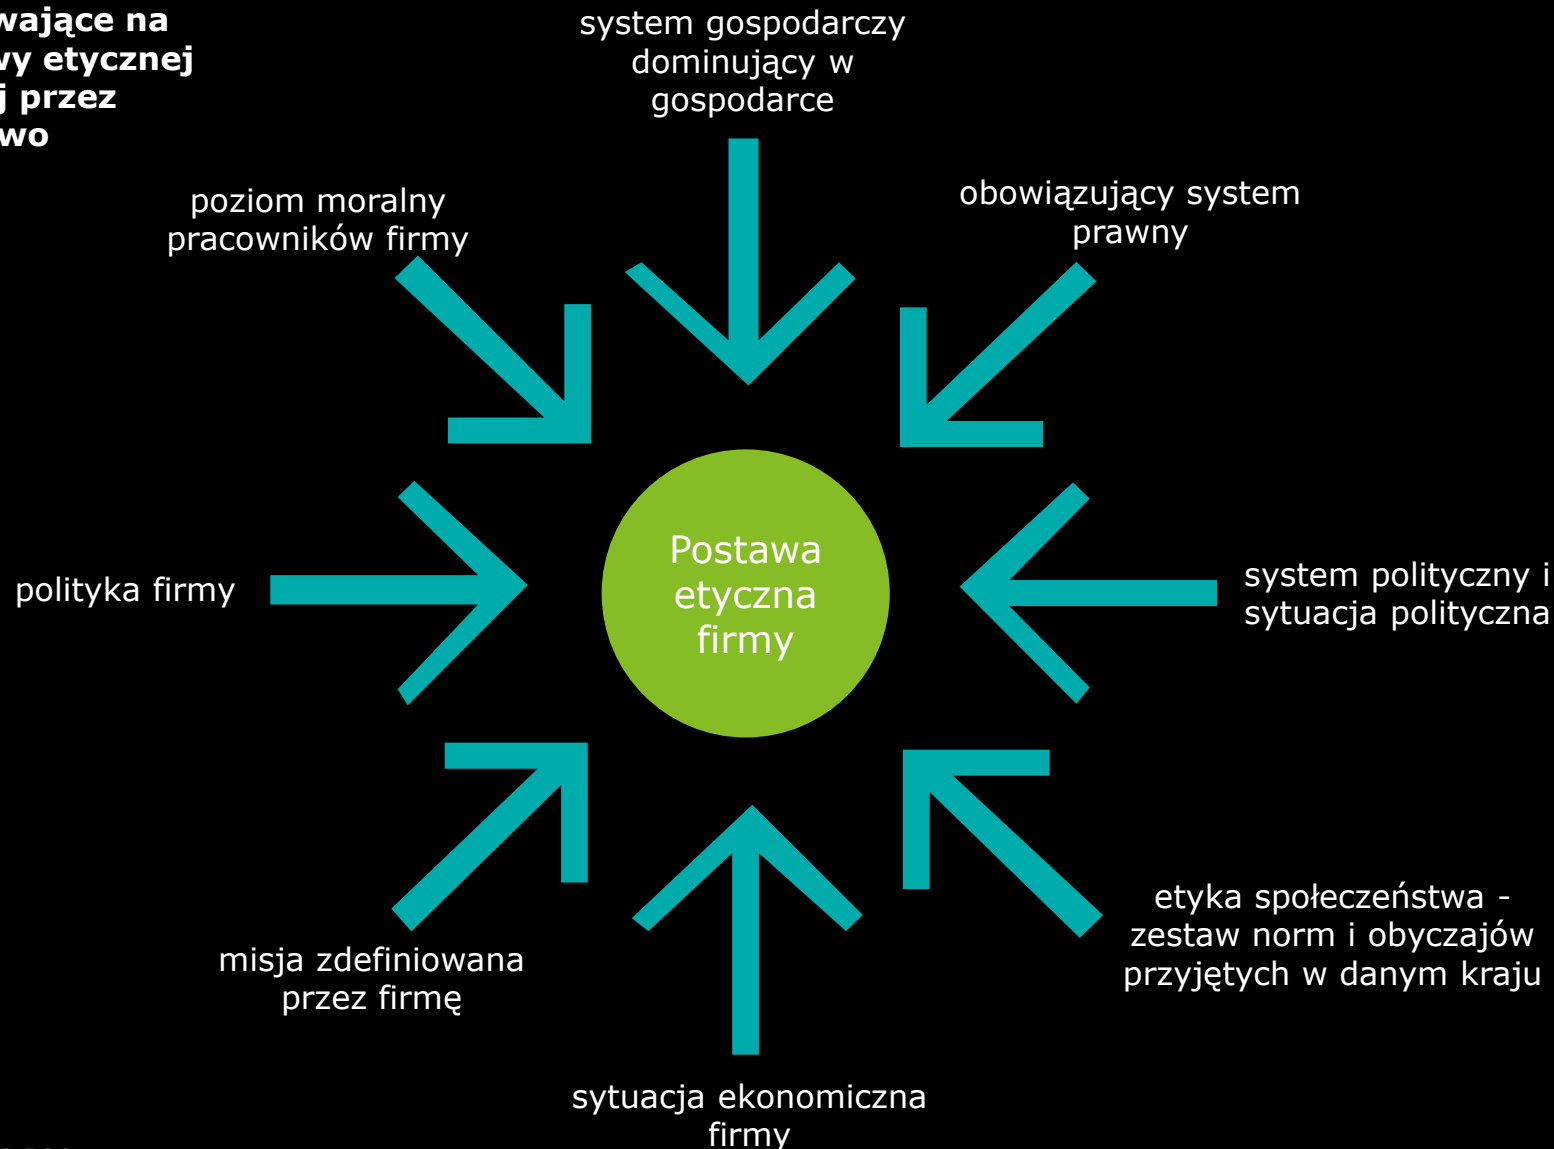 wające na
wy etycznej
j przez
wo
system gospodarczy
dominujący w
gospodarce
poziom moralny
pracowników firmy
obowiązujący system
prawny
Postawa
etyczna
firmy
polityka firmy
system polityczny i
sytuacja polityczna
misja zdefiniowana
przez firmę
etyka społeczeństwa -
zestaw norm i obyczajów
przyjętych w danym kraju
sytuacja ekonomiczna
firmy